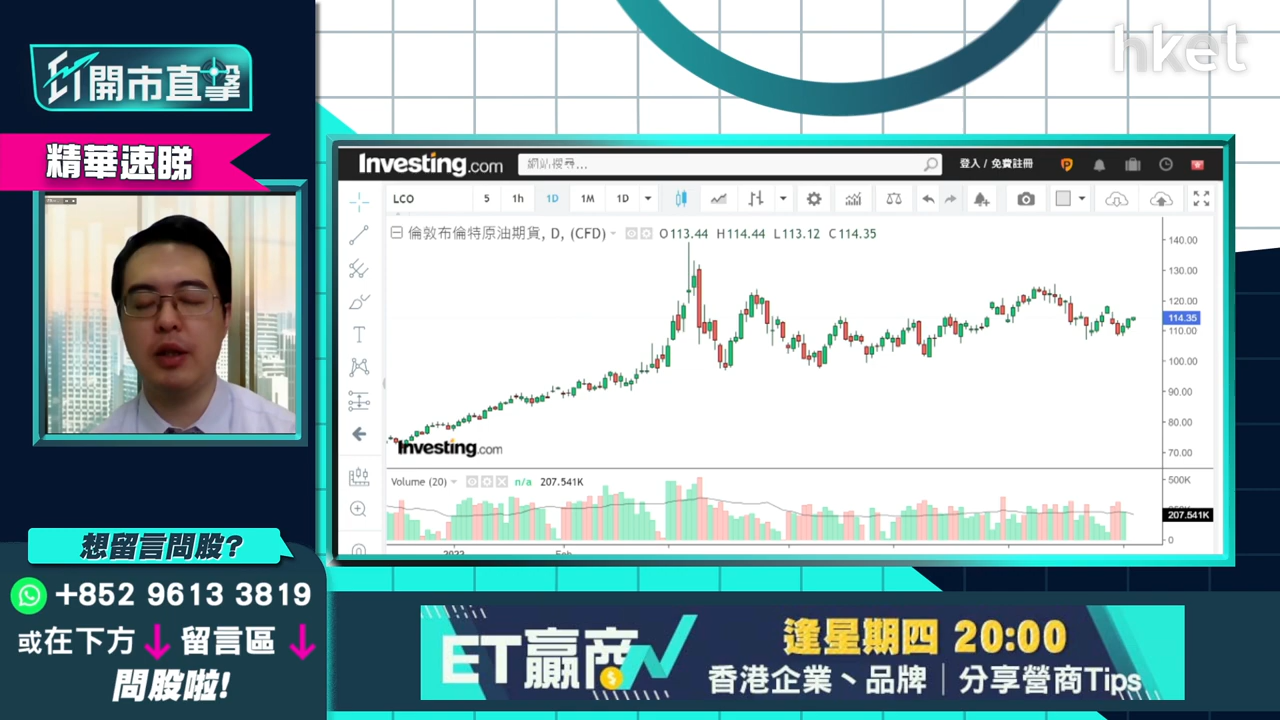 hket
ET開市直擊
精華速睇
Investing.com
網站搜尋...
登入 / 免費註冊
LCO
5
1h
1D
1M
1D
倫敦布倫特原油期貨, D, (CFD)
O113.44 H114.44 L113.12 C114.35
140.00
130.00
120.00
114.35
110.00
100.00
90.00
80.00
70.00
Investing.com
Volume (20)
n/a
207.541K
500K
207.541K
0
想留言問股?
+852 9613 3819
或在下方
留言區
問股啦!
ET贏商
逢星期四 20:00
香港企業、品牌｜分享營商Tips